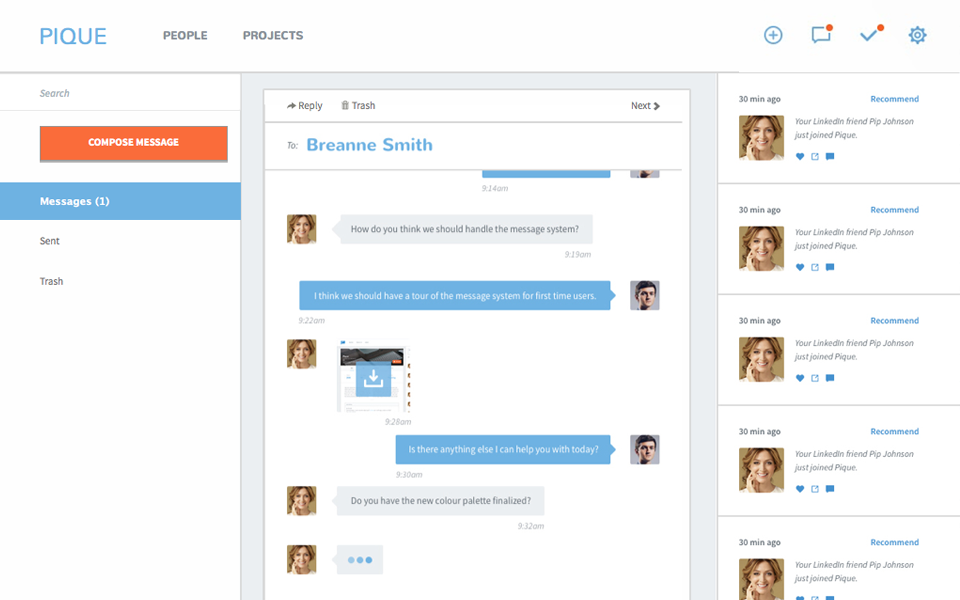 PIQUE
PEOPLE
PROJECTS
Search
COMPOSE MESSAGE
Messages (1)
Sent
Trash
Reply
Trash
Next
To: Breanne Smith
9:14am
How do you think we should handle the message system?
9:19am
I think we should have a tour of the message system for first time users.
9:22am
9:28am
Is there anything else I can help you with today?
9:30am
Do you have the new colour palette finalized?
9:32am
30 min ago Recommend
Your LinkedIn friend Pip Johnson
just joined Pique.
30 min ago Recommend
Your LinkedIn friend Pip Johnson
just joined Pique.
30 min ago Recommend
Your LinkedIn friend Pip Johnson
just joined Pique.
30 min ago Recommend
Your LinkedIn friend Pip Johnson
just joined Pique.
30 min ago Recommend
Your LinkedIn friend Pip Johnson
just joined Pique.